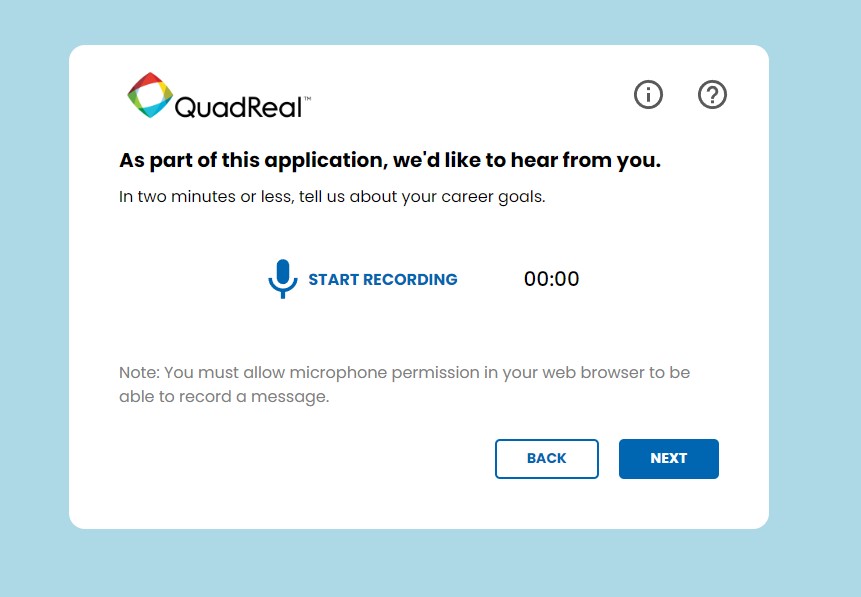 QuadReal™
As part of this application, we'd like to hear from you.
In two minutes or less, tell us about your career goals.
START RECORDING 00:00
Note: You must allow microphone permission in your web browser to be
able to record a message.
BACK NEXT